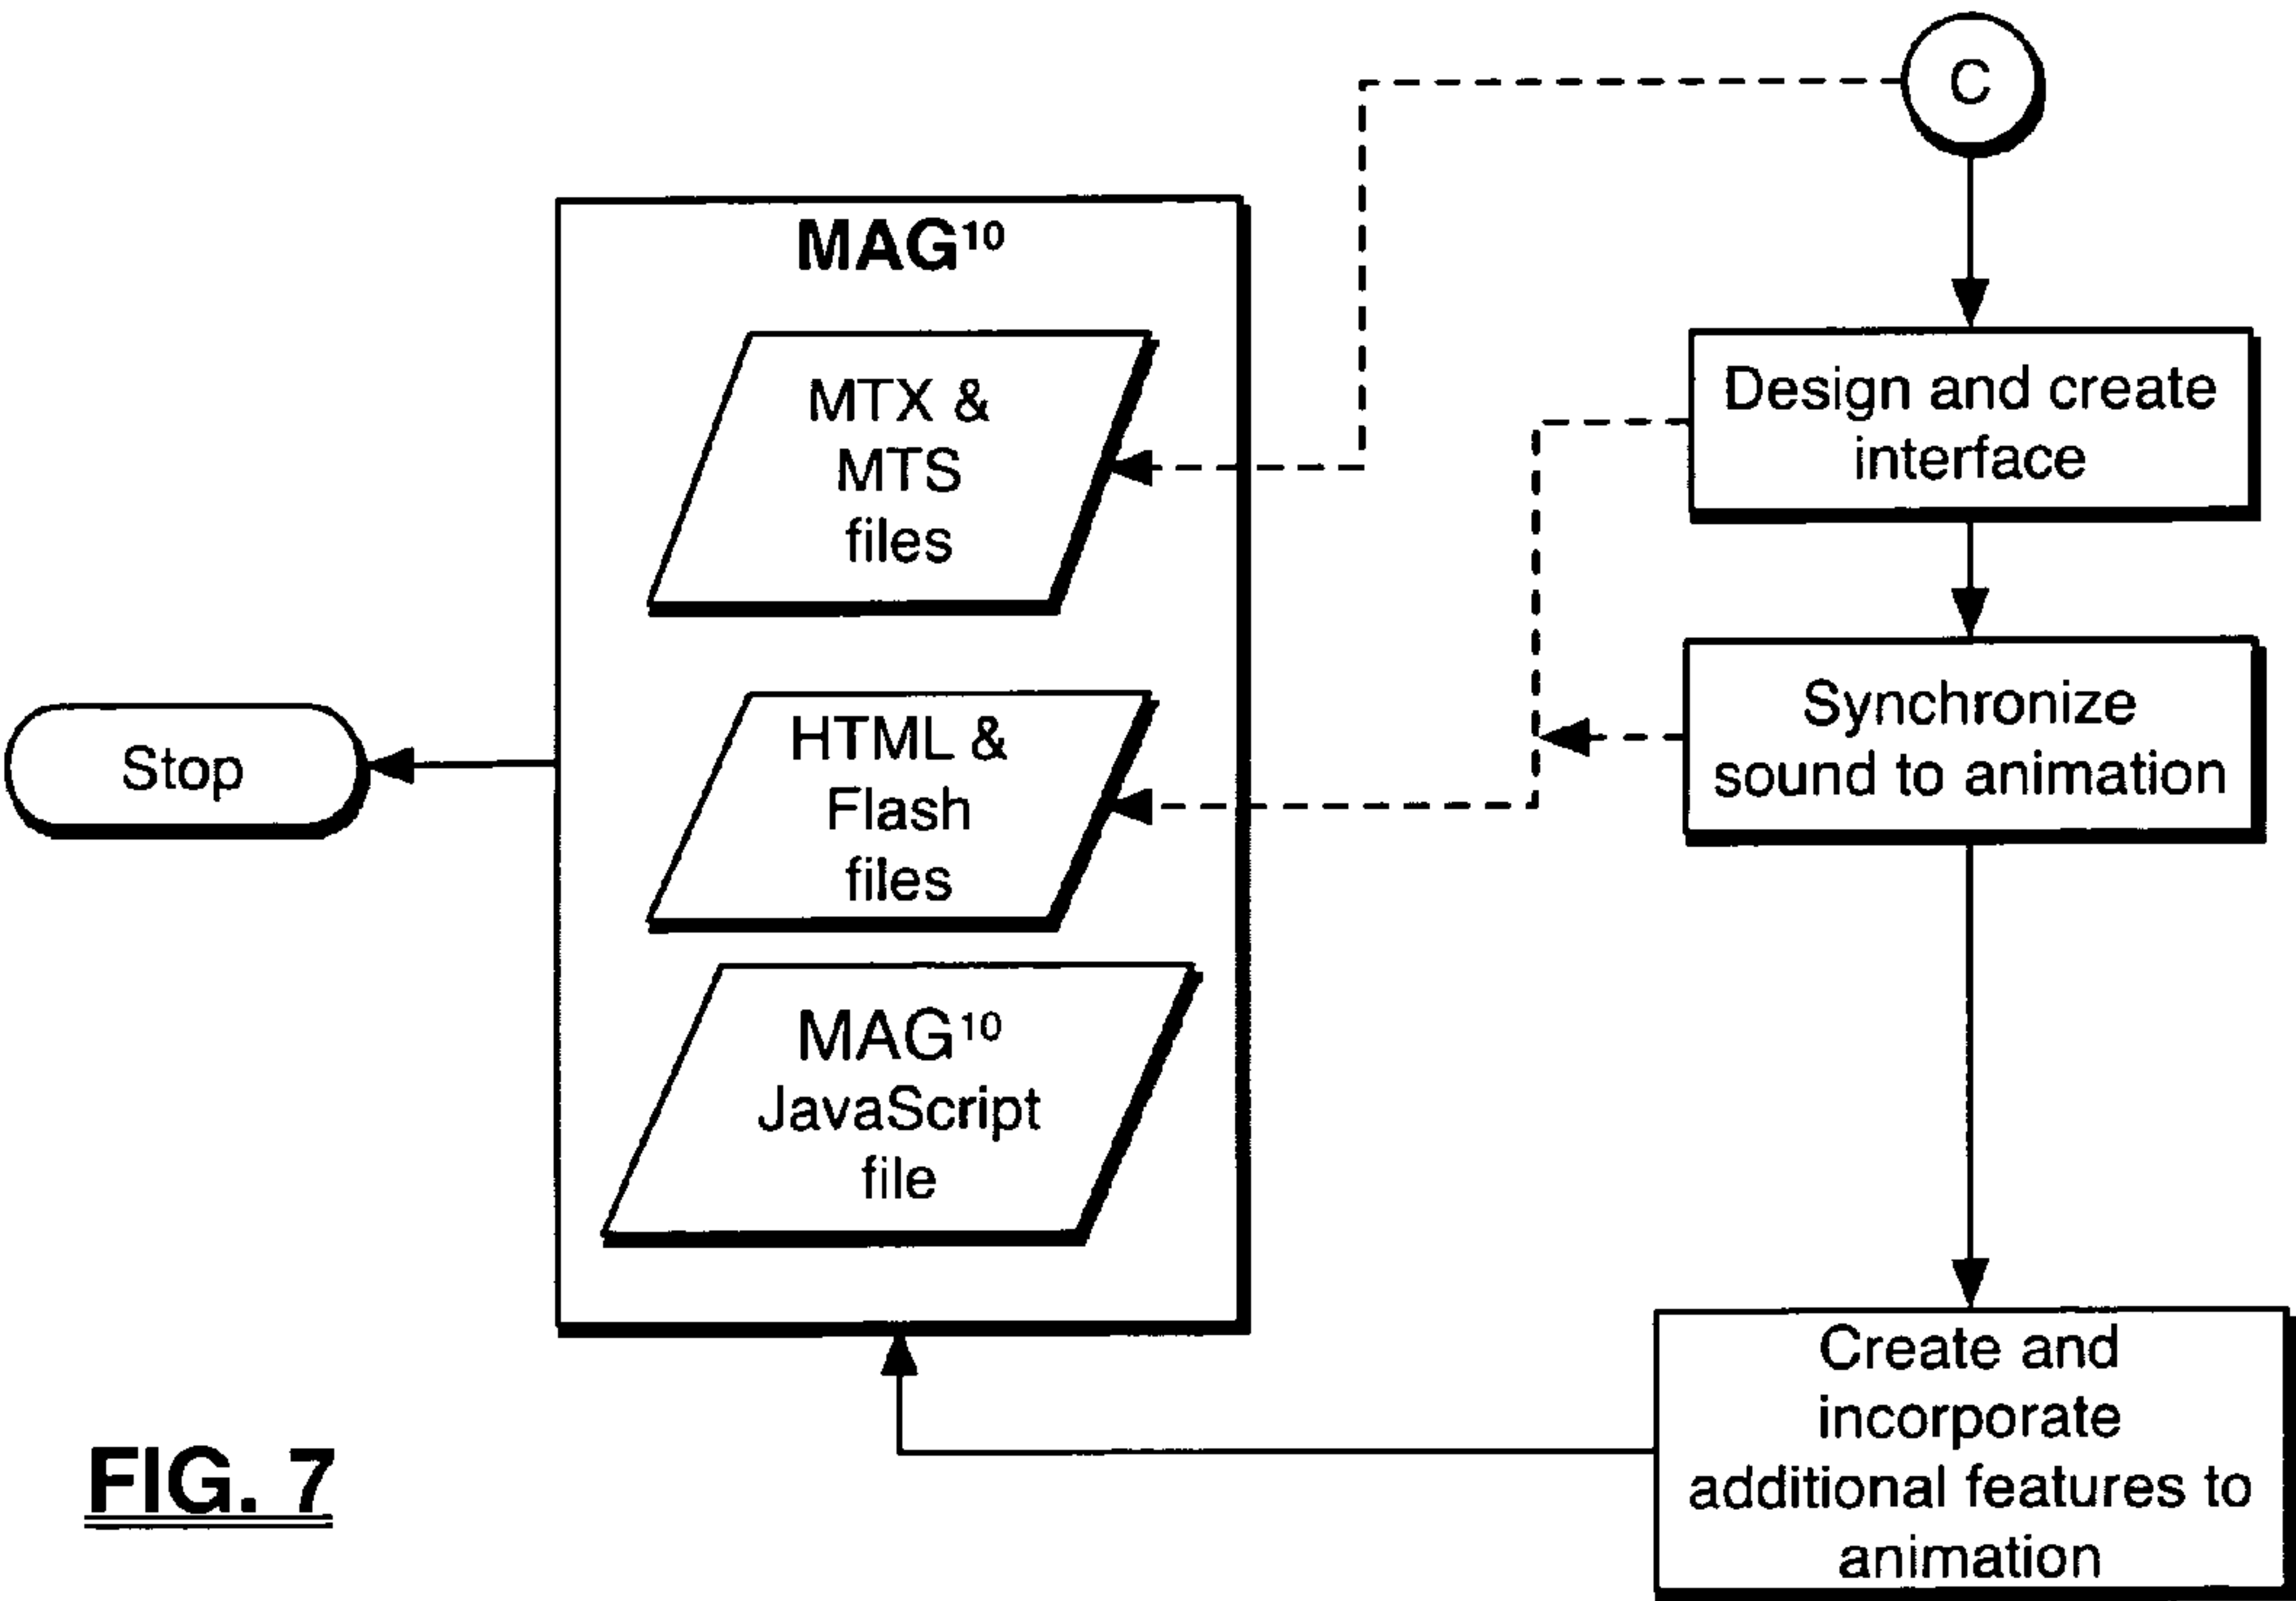 C
MAG¹⁰
MTX &
MTS
files
Design and create
interface
Synchronize
sound to animation
HTML &
Flash
files
Stop
MAG¹⁰
JavaScript
file
Create and
incorporate
additional features to
animation
FIG. 7